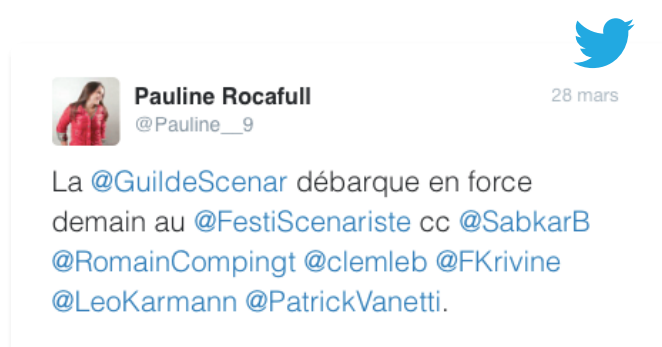 Pauline Rocafull
28 mars
@Pauline__9
La @GuildeScenar débarque en force
demain au @FestiScenariste cc @SabkarB
@RomainCompingt @clemleb @FKrivine
@LeoKarmann @PatrickVanetti.